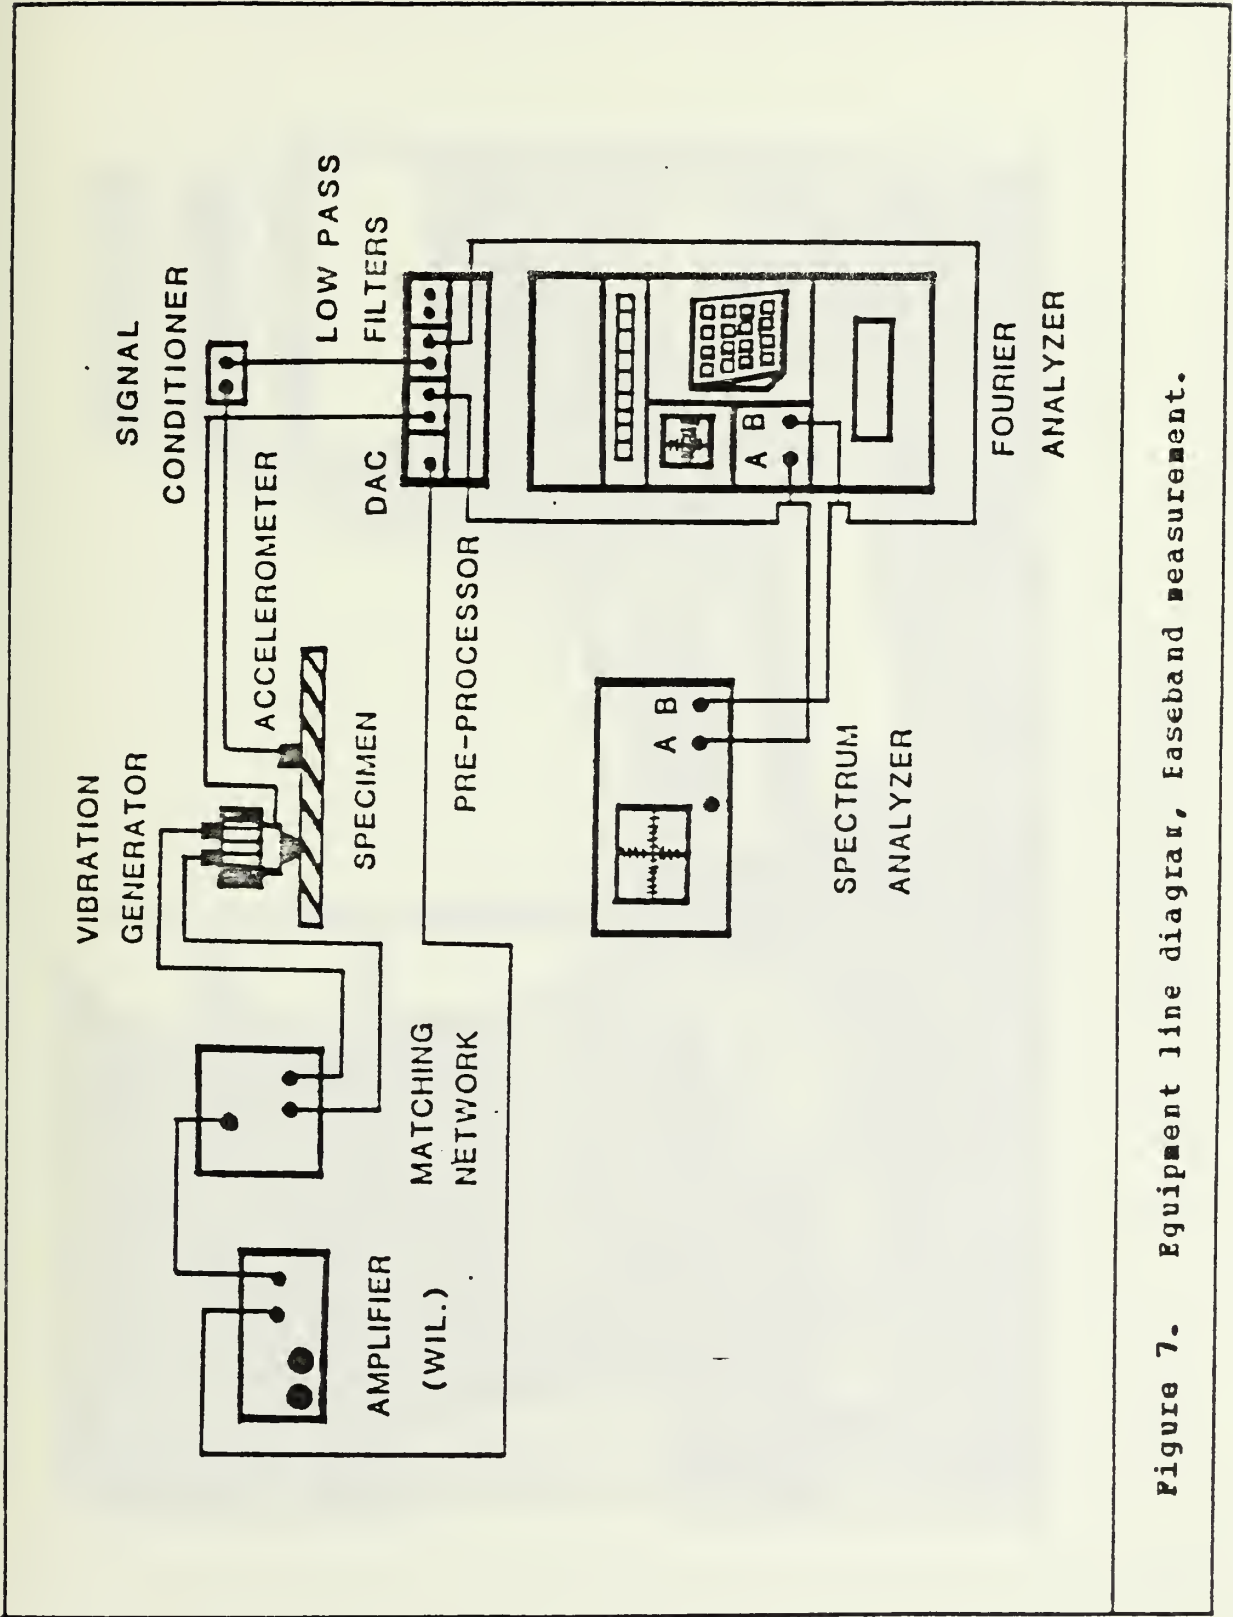 VIBRATION
GENERATOR
SIGNAL
CONDITIONER
ACCELEROMETER
LOW PASS
FILTERS
DAC
SPECIMEN
AMPLIFIER
(WIL.)
MATCHING
NETWORK
PRE-PROCESSOR
A B
A B
SPECTRUM
ANALYZER
FOURIER
ANALYZER
Figure 7. Equipment line diagram, Easeband measurement.